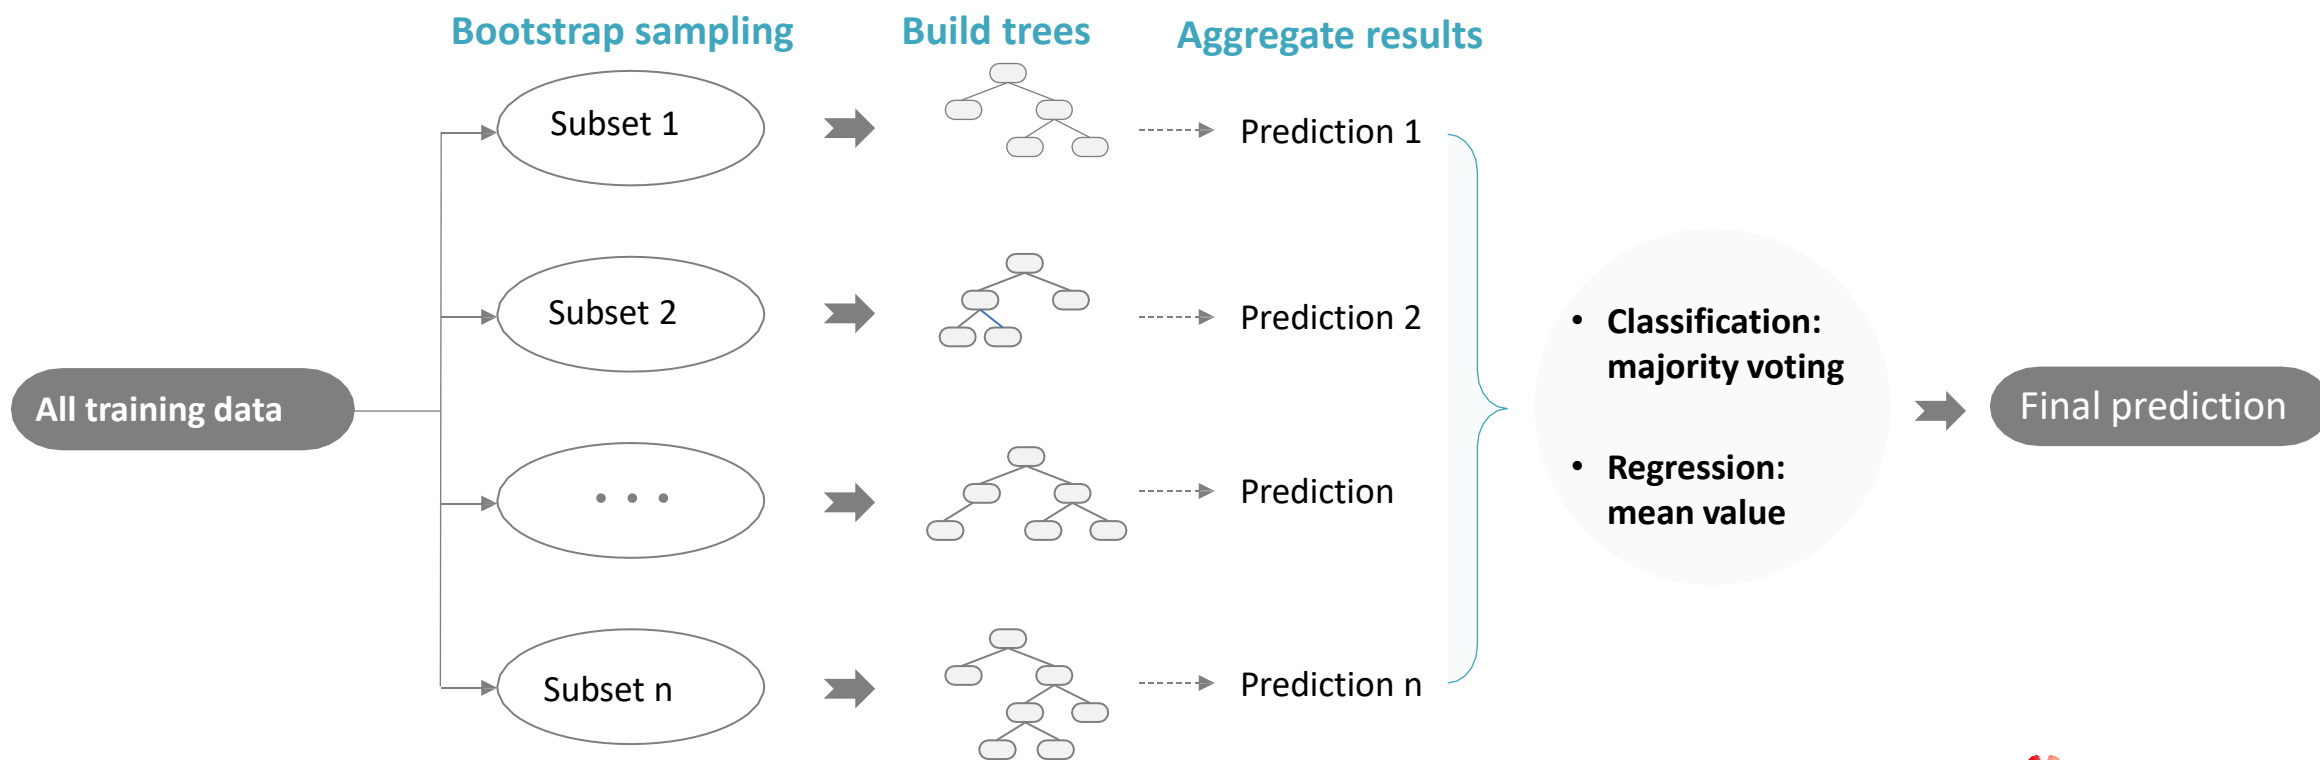 Bootstrap sampling
Build trees
Aggregate results
Subset 1
Prediction 1
Subset 2
Prediction 2
• Classification:
majority voting
All training data
Final prediction
• Regression:
mean value
• • •
Prediction
Subset n
Prediction n